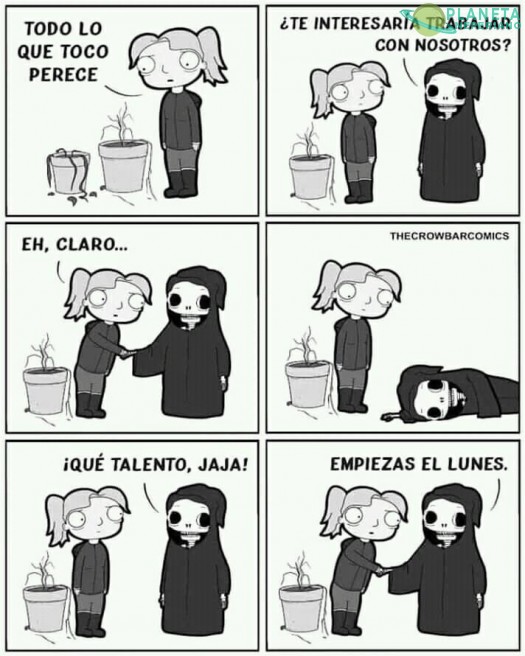 PLANETA
TODO LO
QUE TOCO
PERECE
¿TE INTERESARÍA TRABAJAR
CON NOSOTROS?
EH, CLARO...
THECROWBARCOMICS
¡QUÉ TALENTO, JAJA!
EMPIEZAS EL LUNES.